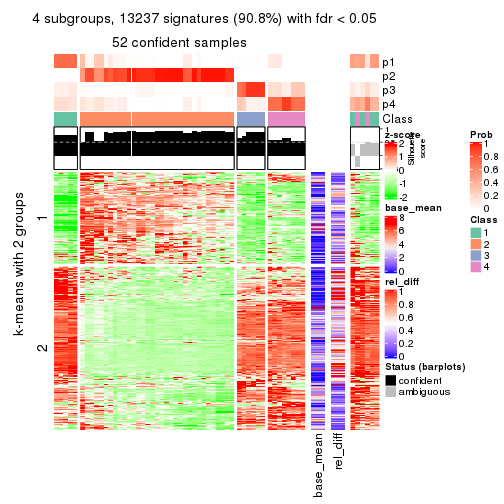 4 subgroups, 13237 signatures (90.8%) with fdr < 0.05
52 confident samples
p1
p2
p3
p4
Class
1
Silhouette
score
z-score
2
1
0
-1
-2
base_mean
8
6
4
2
0
rel_diff
1
0.8
0.6
0.4
0.2
0
Status (barplots)
confident
ambiguous
Prob
1
0.8
0.6
0.4
0.2
0
Class
1
2
3
4
k-means with 2 groups
1
2
base_mean
rel_diff